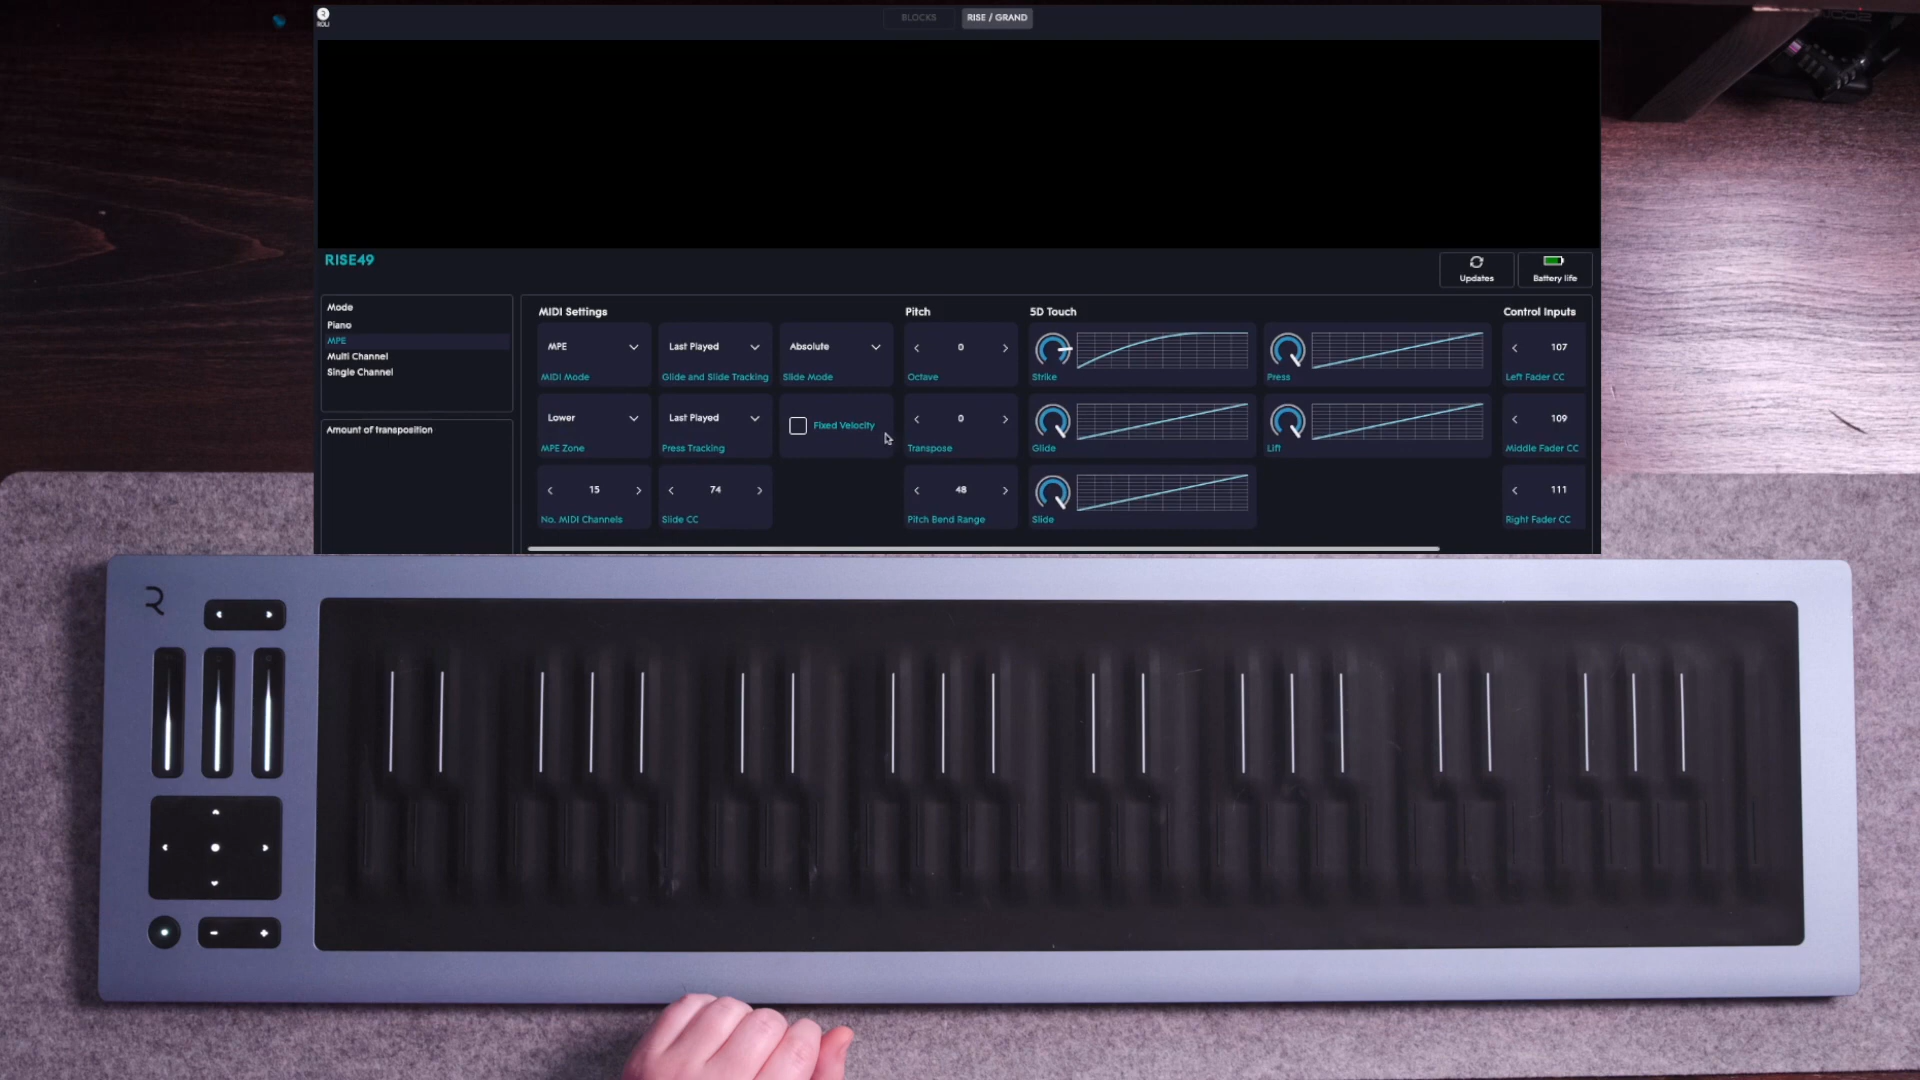 ROLI
BLOCKS
RISE / GRAND
RISE49
Updates
Battery life
Mode
Piano
MPE
Multi Channel
Single Channel
Amount of transposition
MIDI Settings
MPE
MIDI Mode
Last Played
Glide and Slide Tracking
Absolute
Slide Mode
Lower
MPE Zone
Last Played
Press Tracking
Fixed Velocity
15
No. MIDI Channels
74
Slide CC
Pitch
0
Octave
0
Transpose
48
Pitch Bend Range
5D Touch
Strike
Press
Glide
Lift
Slide
Control Inputs
107
Left Fader CC
109
Middle Fader CC
111
Right Fader CC